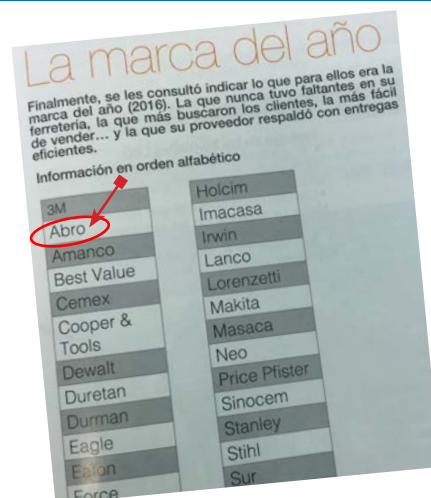 La marca del año
Finalmente, se les consultó indicar lo que para ellos era la
marca del año (2016). La que nunca tuvo faltantes en su
ferretería, la que más buscaron los clientes, la más fácil
de vender... y la que su proveedor respaldó con entregas
eficientes.
Información en orden alfabético
3M
Abro
Amanco
Best Value
Cemex
Cooper &
Tools
Dewalt
Duretan
Durman
Eagle
Eaton
Force
Holcim
Imacasa
Irwin
Lanco
Lorenzetti
Makita
Masaca
Neo
Price Pfister
Sinocem
Stanley
Stihl
Sur